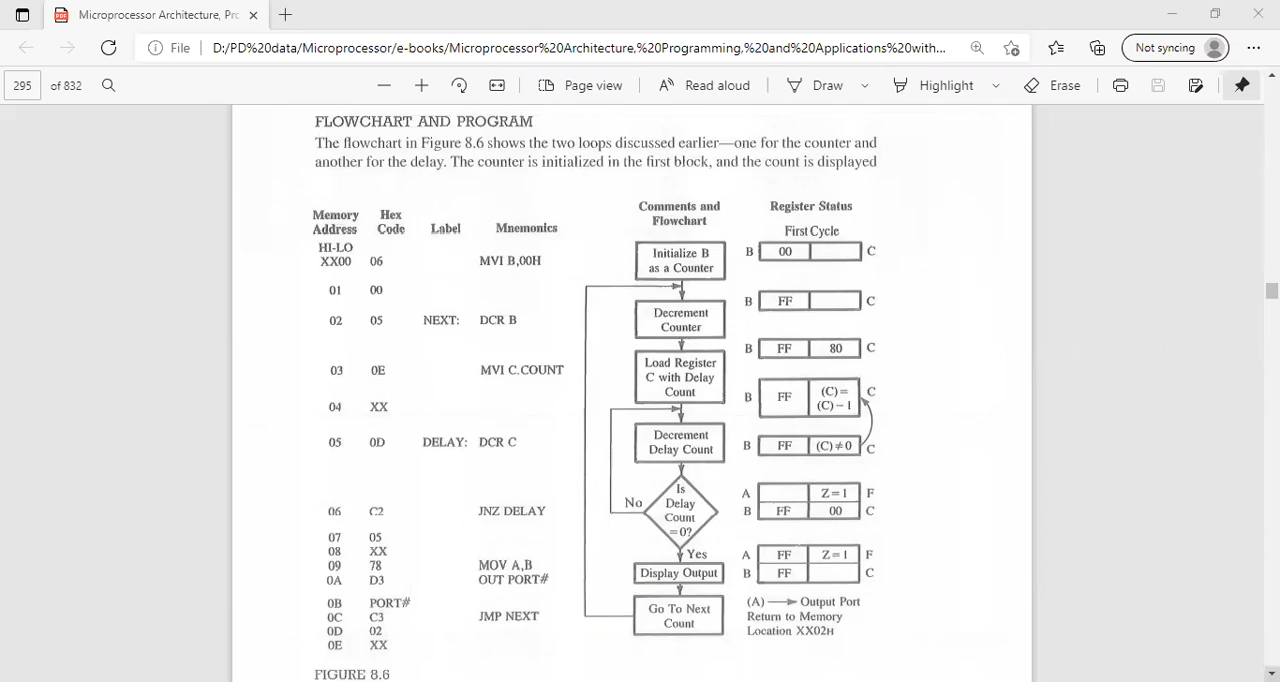 Microprocessor Architecture, Prc
File
D:/PD%20data/Microprocessor/e-books/Microprocessor%20Architecture,%20Programming,%20and%20Applications%20with...
Not syncing
295 of 832
Page view
Read aloud
Draw
Highlight
Erase
FLOWCHART AND PROGRAM
The flowchart in Figure 8.6 shows the two loops discussed earlier—one for the counter and
another for the delay. The counter is initialized in the first block, and the count is displayed
Memory Address Hex Code Label Mnemonics Comments and Flowchart Register Status
First Cycle
HI-LO
XX00 06 MVI B,00H Initialize B as a Counter B 00 C
01 00
B FF C
02 05 NEXT: DCR B Decrement Counter
B FF 80 C
03 0E MVI C.COUNT Load Register C with Delay Count
B FF (C)= (C)−1 C
04 XX
05 0D DELAY: DCR C Decrement Delay Count B FF (C)≠0 C
Is Delay Count =0?
No
Yes
A Z=1 F
06 C2 JNZ DELAY B FF 00 C
07 05
08 XX A FF Z=1 F
09 78 MOV A,B Display Output B FF C
0A D3 OUT PORT#
0B PORT# Go To Next Count (A) → Output Port
0C C3 JMP NEXT Return to Memory
0D 02 Location XX02H
0E XX
FIGURE 8.6